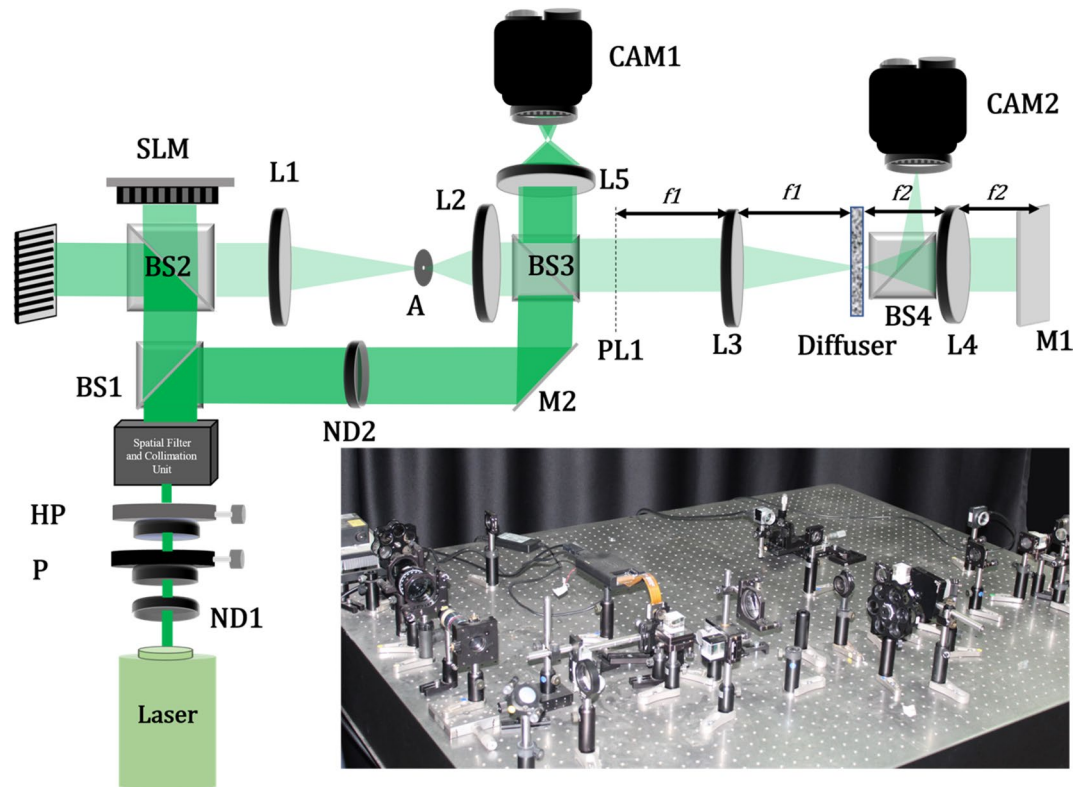 CAM1
CAM2
SLM
L1
L5
L2
f1
f1
f2
f2
BS2
BS3
A
BS4
PL1
L3
Diffuser
L4
M1
BS1
M2
ND2
Spatial Filter
and Collimation
Unit
HP
P
ND1
Laser